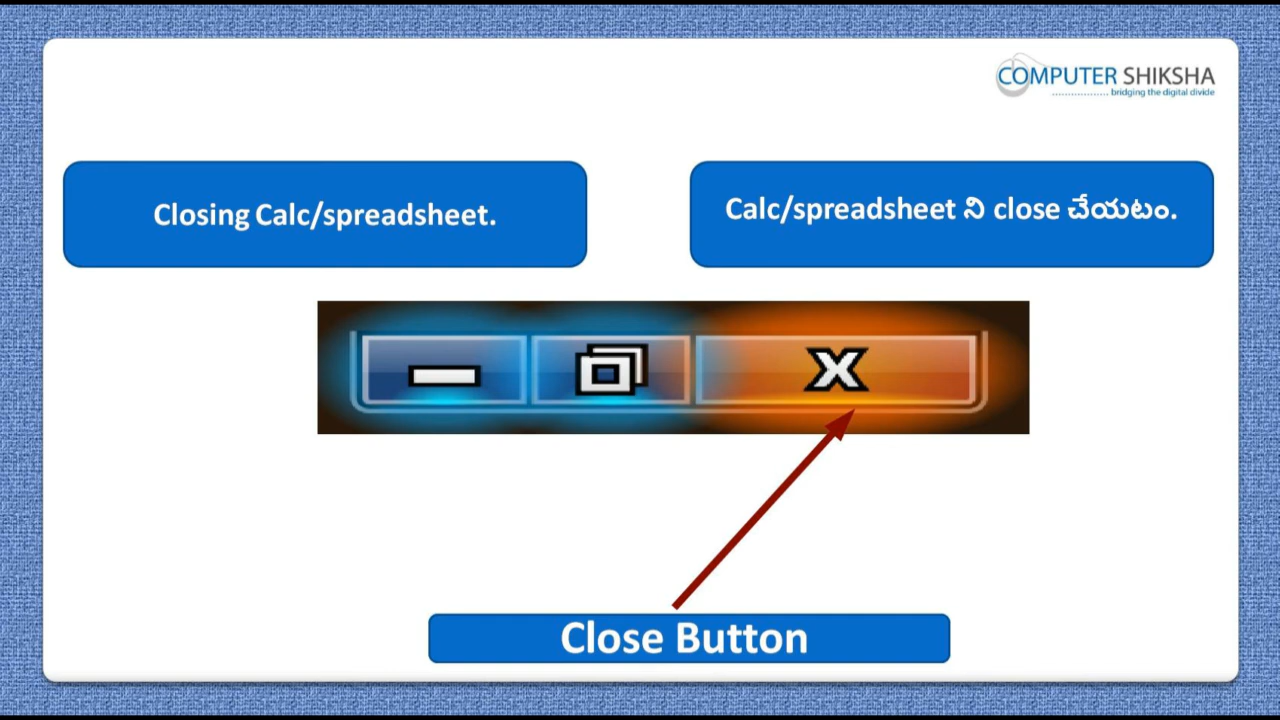 COMPUTER SHIKSHA
bridging the digital divide
Closing Calc/spreadsheet.
Calc/spreadsheet ని close చేయటం.
Close Button